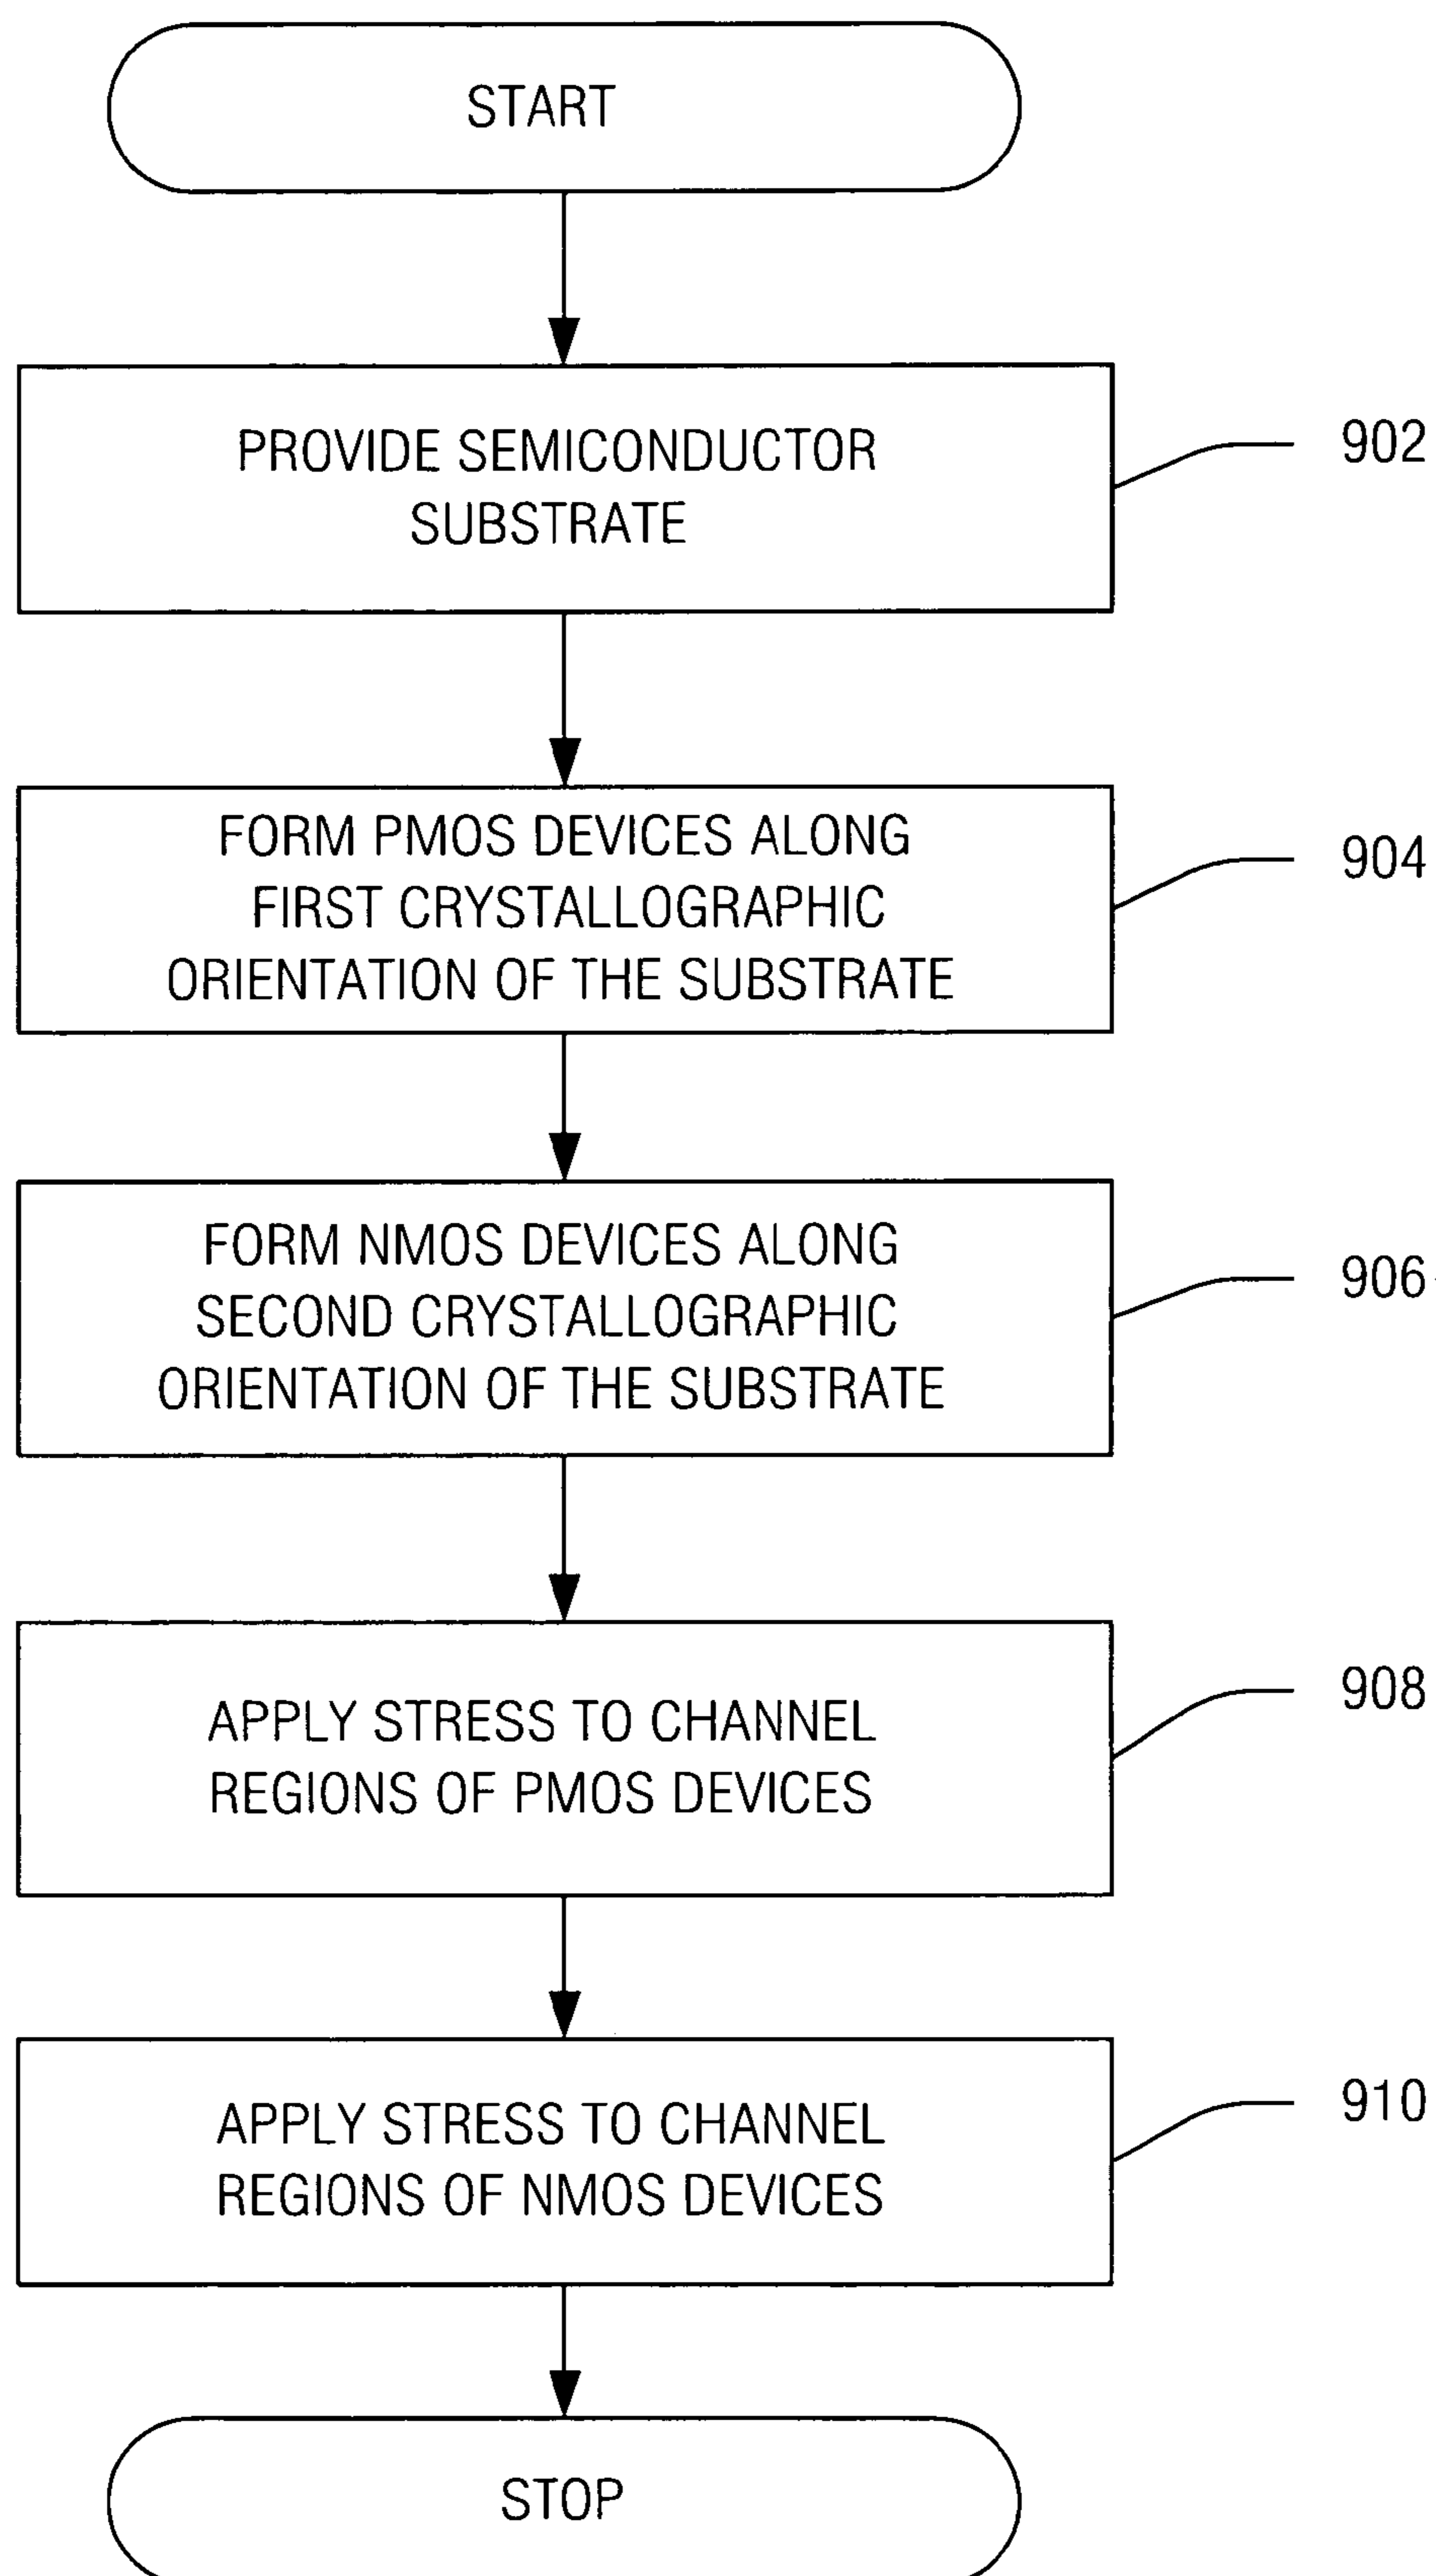 START
PROVIDE SEMICONDUCTOR
SUBSTRATE
902
FORM PMOS DEVICES ALONG
FIRST CRYSTALLOGRAPHIC
ORIENTATION OF THE SUBSTRATE
904
FORM NMOS DEVICES ALONG
SECOND CRYSTALLOGRAPHIC
ORIENTATION OF THE SUBSTRATE
906
APPLY STRESS TO CHANNEL
REGIONS OF PMOS DEVICES
908
APPLY STRESS TO CHANNEL
REGIONS OF NMOS DEVICES
910
STOP